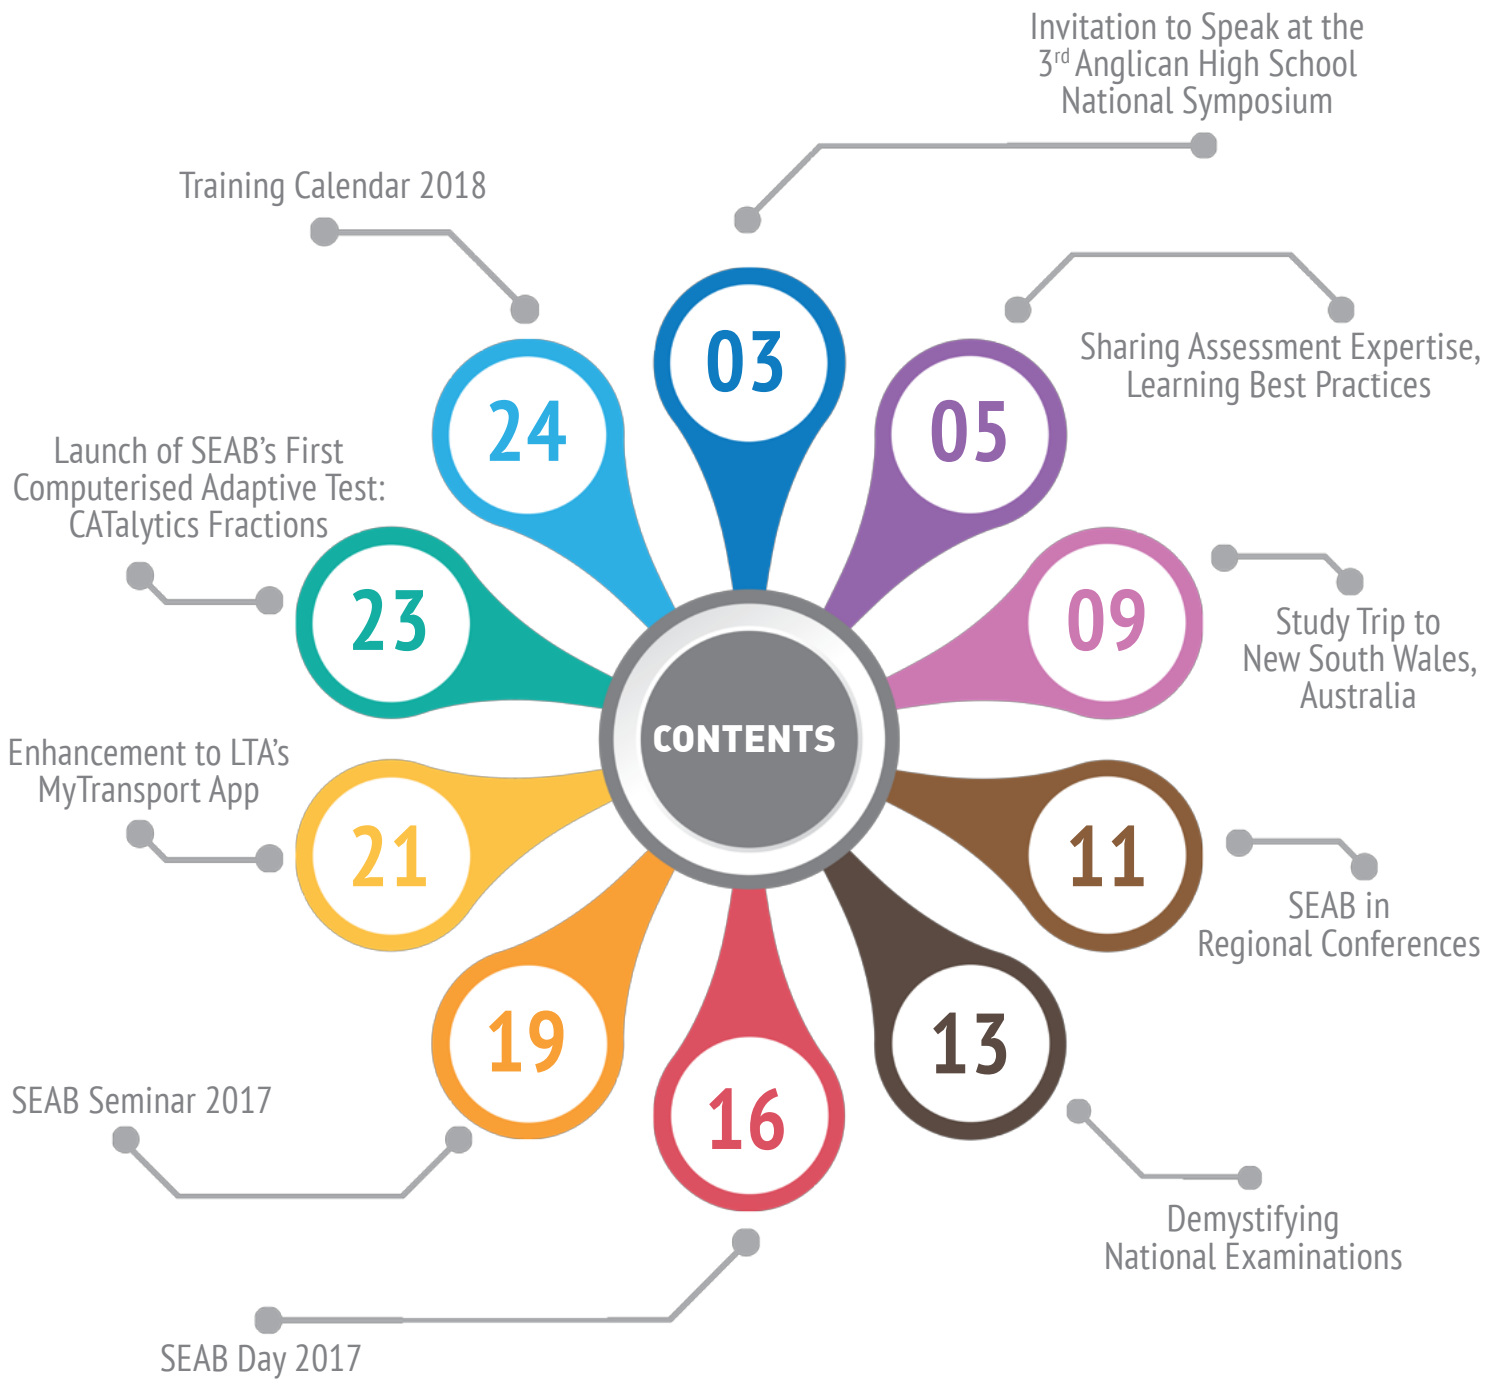 Invitation to Speak at the
3rd Anglican High School
National Symposium
03
Sharing Assessment Expertise,
Learning Best Practices
05
Study Trip to
New South Wales,
Australia
09
SEAB in
Regional Conferences
11
Demystifying
National Examinations
13
SEAB Day 2017
16
SEAB Seminar 2017
19
Enhancement to LTA’s
MyTransport App
21
Launch of SEAB’s First
Computerised Adaptive Test:
CATalytics Fractions
23
Training Calendar 2018
24
CONTENTS